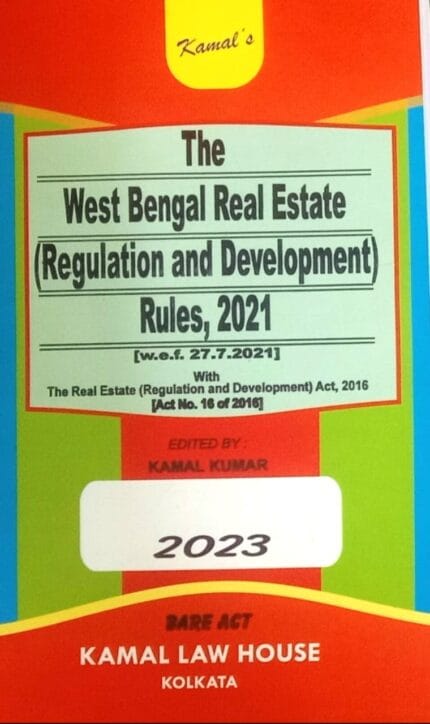 Kamal's
The
West Bengal Real Estate
(Regulation and Development)
Rules, 2021
[w.e.f. 27.7.2021]
With
The Real Estate (Regulation and Development) Act, 2016
[Act No. 16 of 2016]
EDITED BY :
KAMAL KUMAR
2023
BARE ACT
KAMAL LAW HOUSE
KOLKATA